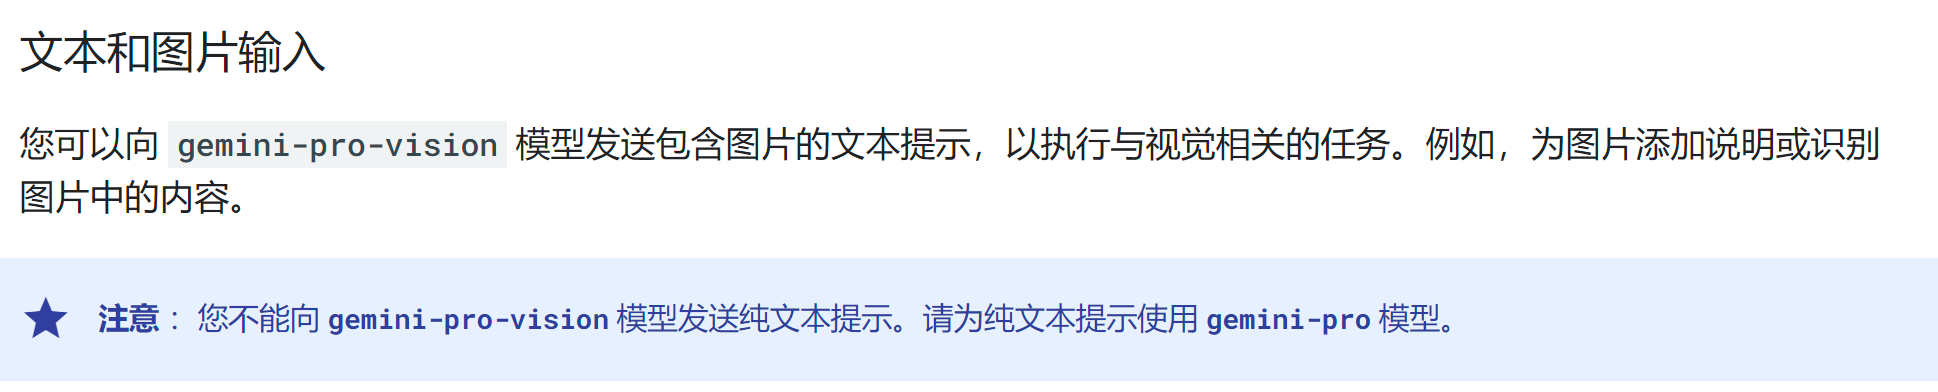 文本和图片输入
您可以向 gemini-pro-vision 模型发送包含图片的文本提示，以执行与视觉相关的任务。例如，为图片添加说明或识别
图片中的内容。
注意：您不能向 gemini-pro-vision 模型发送纯文本提示。请为纯文本提示使用 gemini-pro 模型。